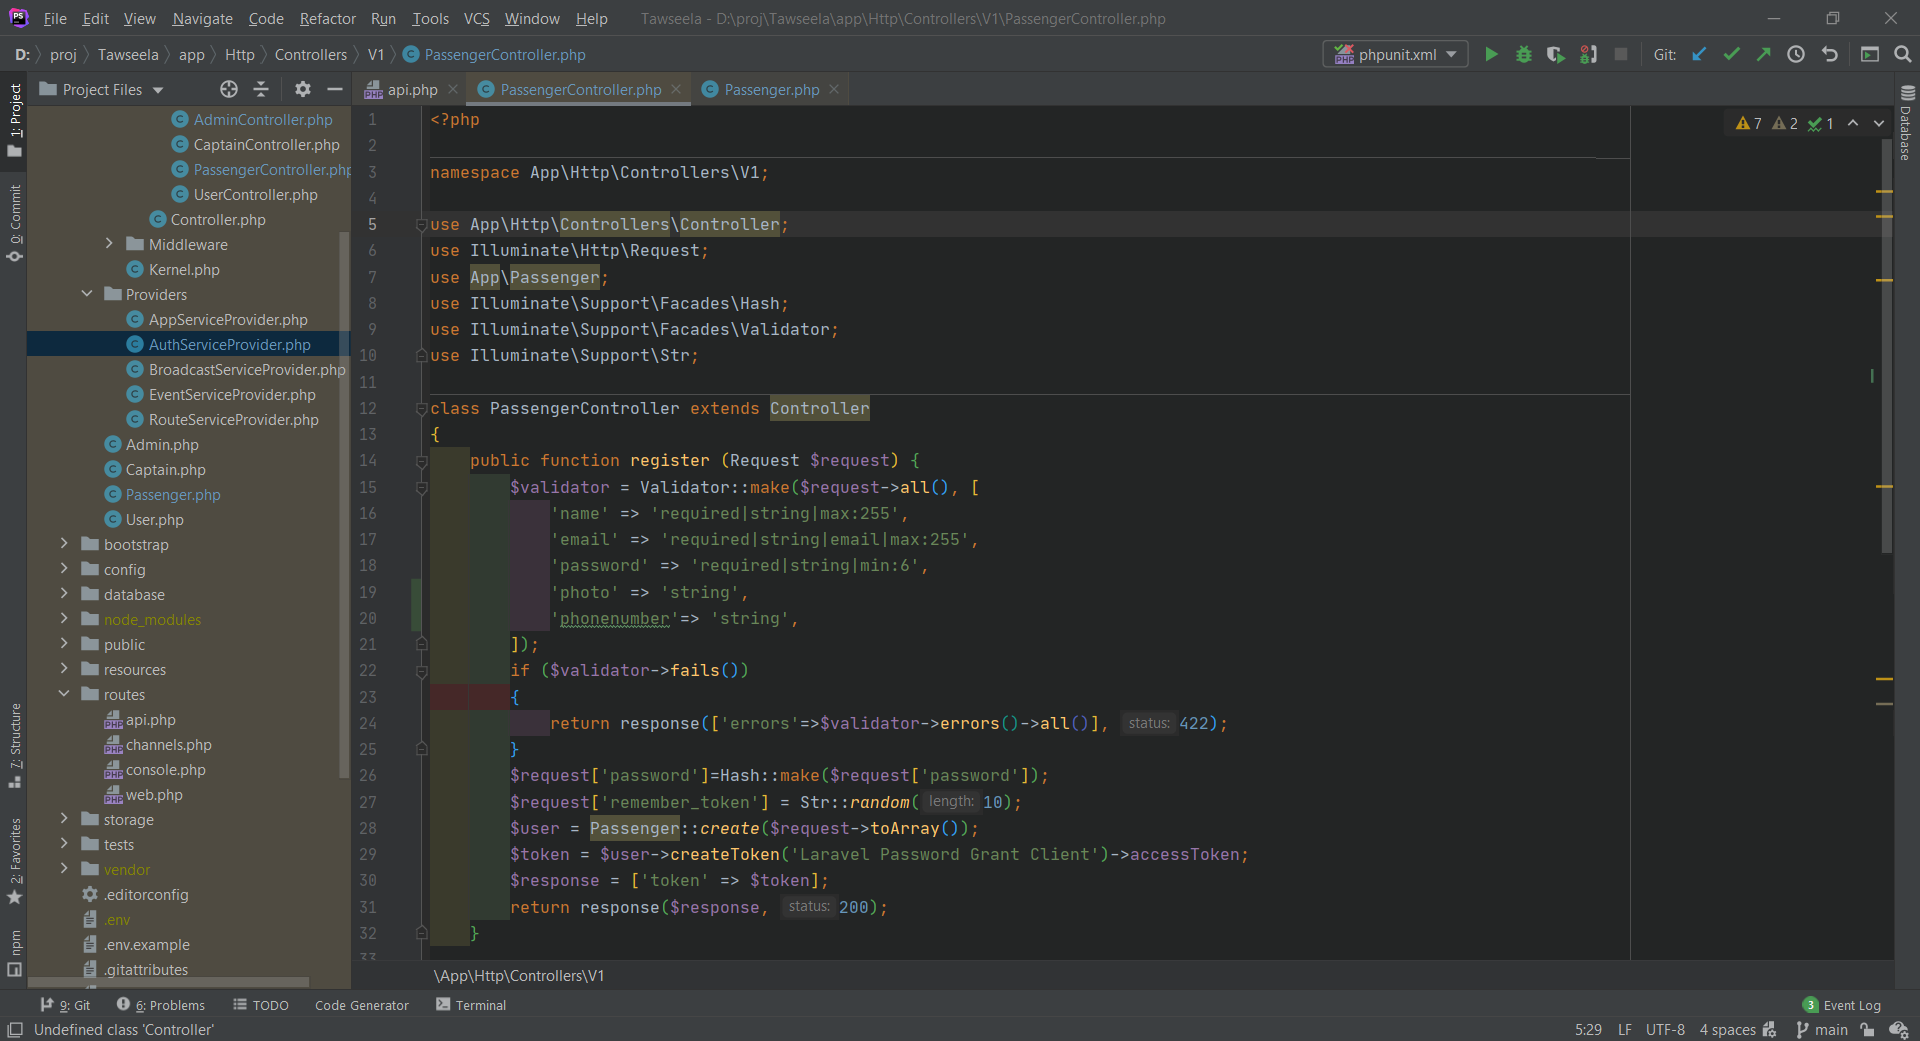 File Edit View Navigate Code Refactor Run Tools VCS Window Help Tawseela - D:\proj\Tawseela\app\Http\Controllers\V1\PassengerController.php
D: proj Tawseela app Http Controllers V1 PassengerController.php phpunit.xml Git:
1: Project
0: Commit
7: Structure
2: Favorites
npm
Project Files
AdminController.php
CaptainController.php
PassengerController.php
UserController.php
Controller.php
Middleware
Kernel.php
Providers
AppServiceProvider.php
AuthServiceProvider.php
BroadcastServiceProvider.php
EventServiceProvider.php
RouteServiceProvider.php
Admin.php
Captain.php
Passenger.php
User.php
bootstrap
config
database
node_modules
public
resources
routes
api.php
channels.php
console.php
web.php
storage
tests
vendor
.editorconfig
.env
.env.example
.gitattributes
api.php PassengerController.php Passenger.php
7 2 1
Database
1 <?php
2
3 namespace App\Http\Controllers\V1;
4
5 use App\Http\Controllers\Controller;
6 use Illuminate\Http\Request;
7 use App\Passenger;
8 use Illuminate\Support\Facades\Hash;
9 use Illuminate\Support\Facades\Validator;
10 use Illuminate\Support\Str;
11
12 class PassengerController extends Controller
13 {
14 public function register (Request $request) {
15 $validator = Validator::make($request->all(), [
16 'name' => 'required|string|max:255',
17 'email' => 'required|string|email|max:255',
18 'password' => 'required|string|min:6',
19 'photo' => 'string',
20 'phonenumber'=> 'string',
21 ]);
22 if ($validator->fails())
23 {
24 return response(['errors'=>$validator->errors()->all()], status: 422);
25 }
26 $request['password']=Hash::make($request['password']);
27 $request['remember_token'] = Str::random( length: 10);
28 $user = Passenger::create($request->toArray());
29 $token = $user->createToken('Laravel Password Grant Client')->accessToken;
30 $response = ['token' => $token];
31 return response($response, status: 200);
32 }
33
\App\Http\Controllers\V1
9: Git 6: Problems TODO Code Generator Terminal 3 Event Log
Undefined class 'Controller' 5:29 LF UTF-8 4 spaces main